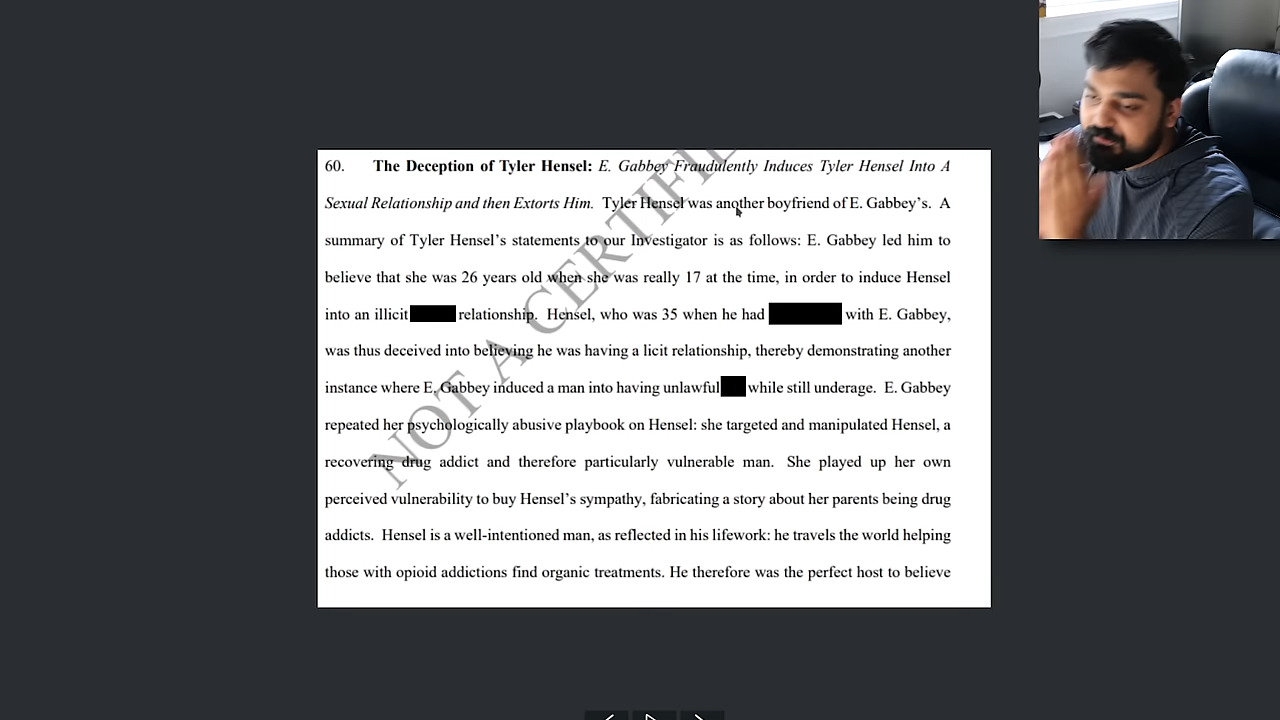 60. The Deception of Tyler Hensel: E. Gabbey Fraudulently Induces Tyler Hensel Into A
Sexual Relationship and then Extorts Him. Tyler Hensel was another boyfriend of E. Gabbey's. A
summary of Tyler Hensel's statements to our Investigator is as follows: E. Gabbey led him to
believe that she was 26 years old when she was really 17 at the time, in order to induce Hensel
into an illicit relationship. Hensel, who was 35 when he had with E. Gabbey,
was thus deceived into believing he was having a licit relationship, thereby demonstrating another
instance where E. Gabbey induced a man into having unlawful while still underage. E. Gabbey
repeated her psychologically abusive playbook on Hensel: she targeted and manipulated Hensel, a
recovering drug addict and therefore particularly vulnerable man. She played up her own
perceived vulnerability to buy Hensel's sympathy, fabricating a story about her parents being drug
addicts. Hensel is a well-intentioned man, as reflected in his lifework: he travels the world helping
those with opioid addictions find organic treatments. He therefore was the perfect host to believe
NOT A CERTIFI